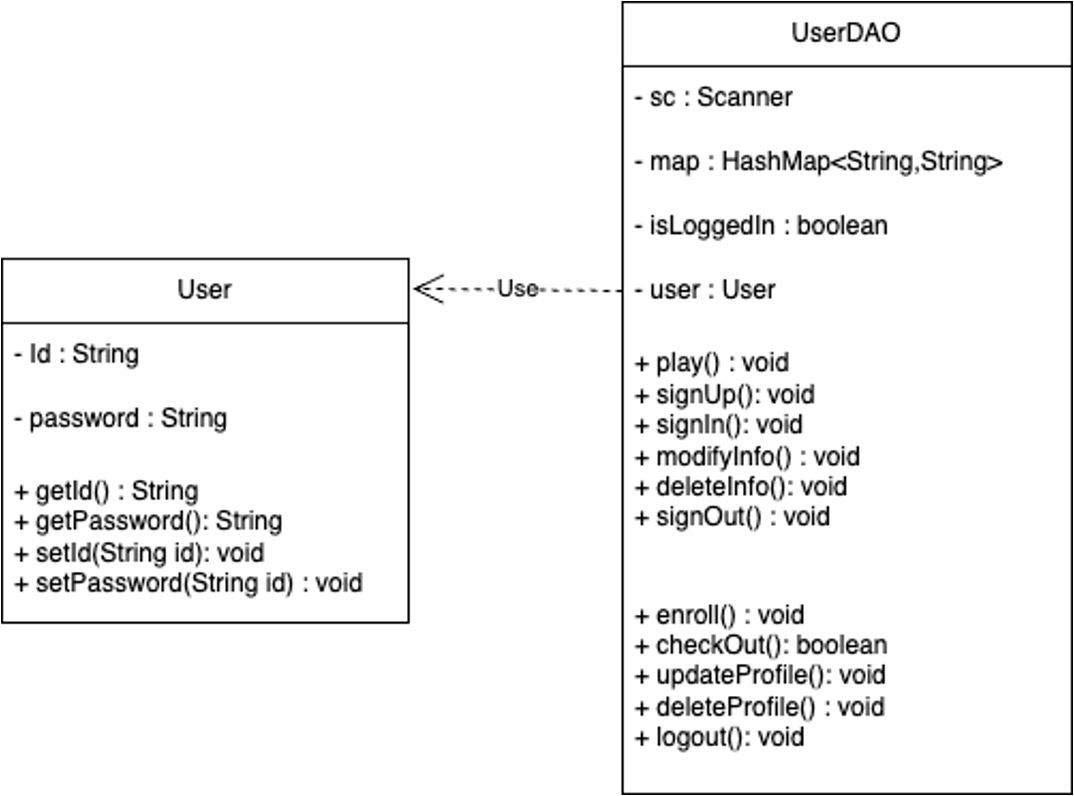 User
- Id : String
- password : String
+ getId() : String
+ getPassword(): String
+ setId(String id): void
+ setPassword(String id) : void
Use
UserDAO
- sc : Scanner
- map : HashMap<String,String>
- isLoggedIn : boolean
- user : User
+ play() : void
+ signUp(): void
+ signIn(): void
+ modifyInfo() : void
+ deleteInfo(): void
+ signOut() : void
+ enroll() : void
+ checkOut(): boolean
+ updateProfile(): void
+ deleteProfile() : void
+ logout(): void